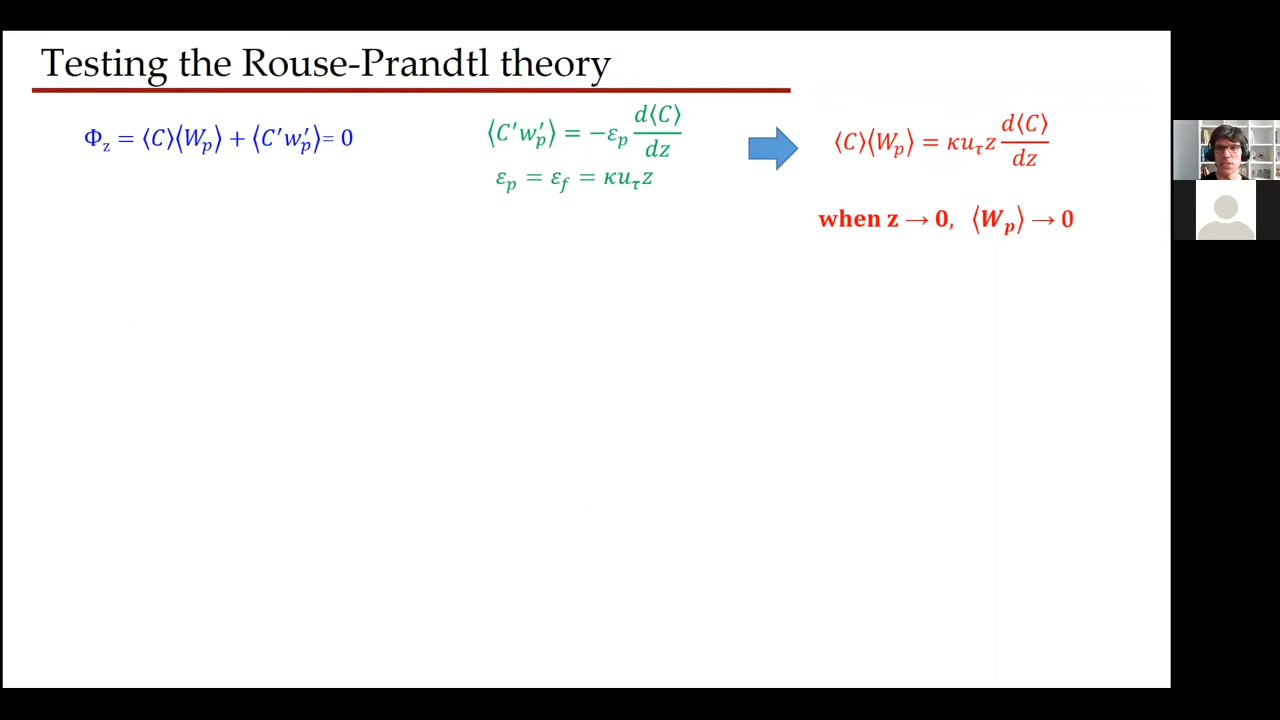 Testing the Rouse-Prandtl theory
Φz = ⟨C⟩⟨Wp⟩ + ⟨C′w′p⟩= 0
⟨C′w′p⟩ = −εp d⟨C⟩/dz
εp = εf = κuτz
⟨C⟩⟨Wp⟩ = κuτz d⟨C⟩/dz
when z → 0, ⟨Wp⟩ → 0